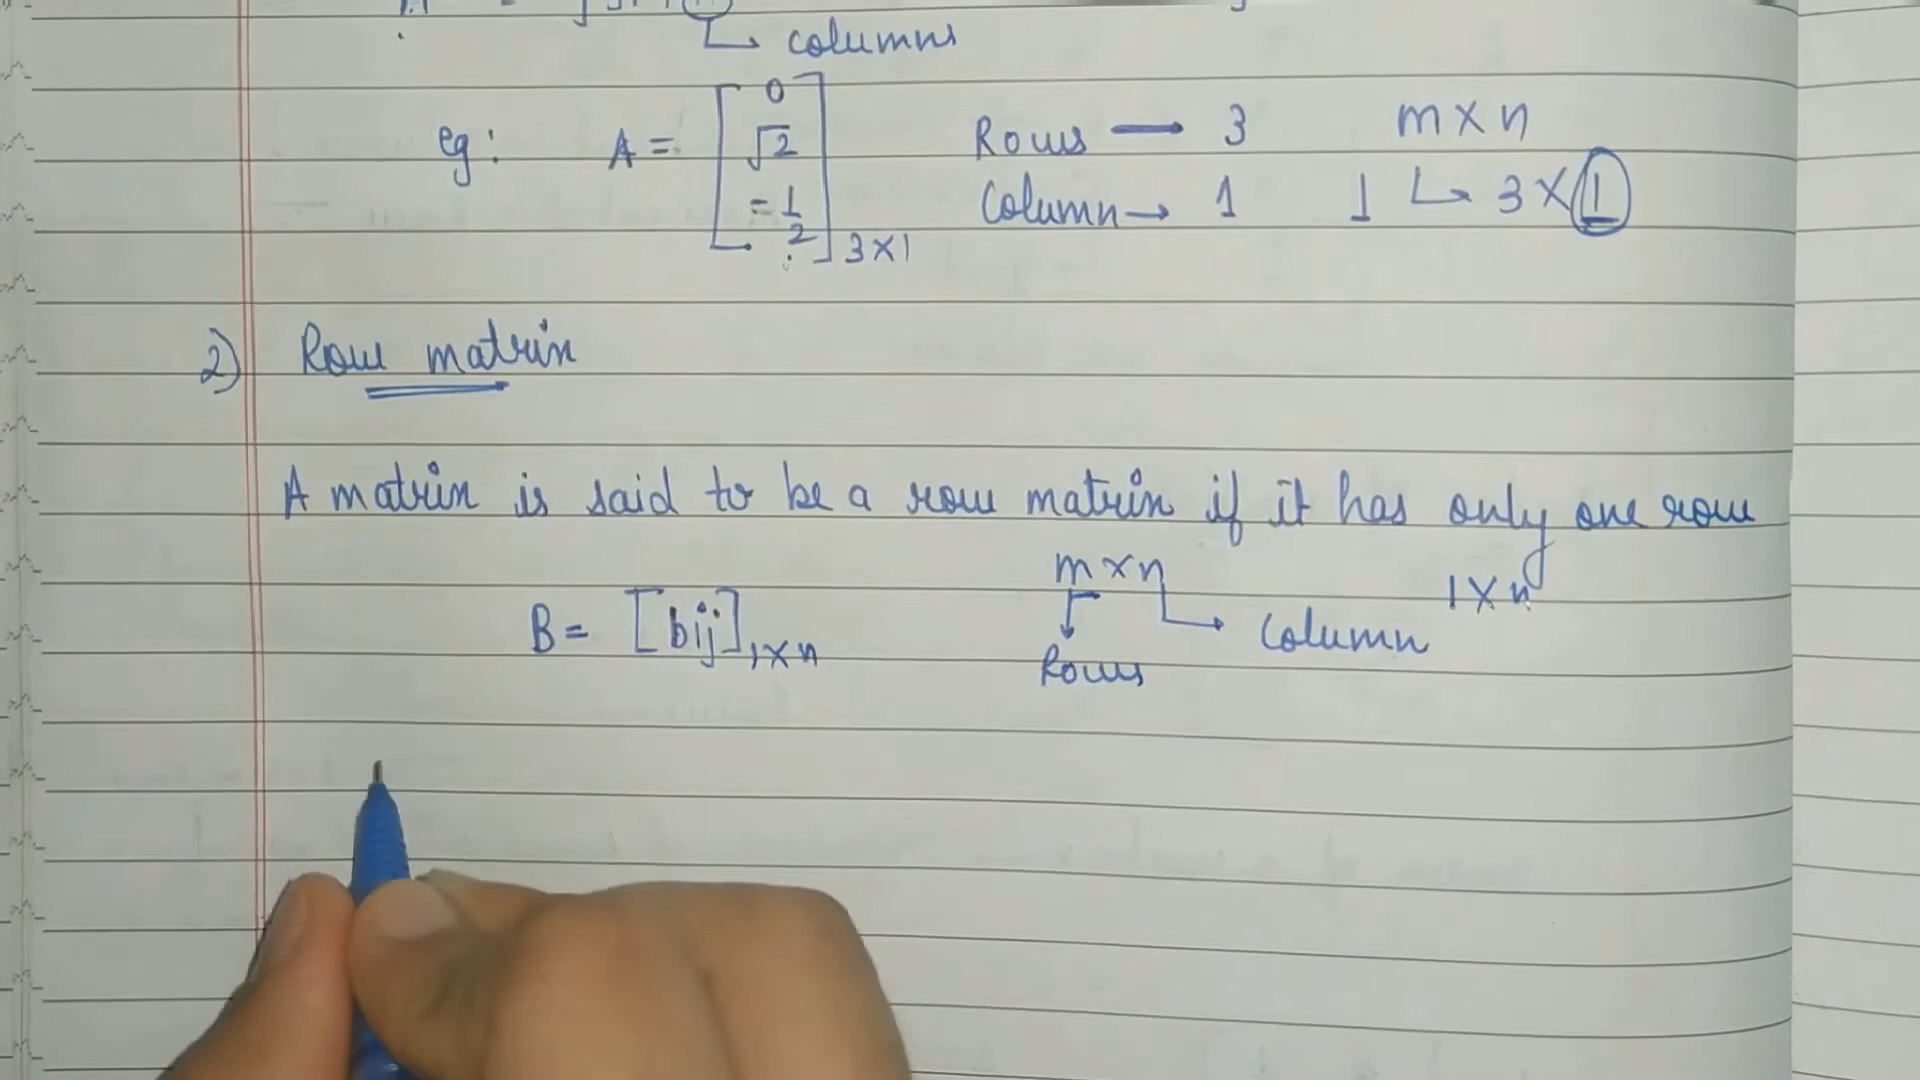 columns
eg: A = [ 0 √2 -1/2 ] 3×1
Rows → 3 m×n
Column → 1 1 ↳ 3×1
2) Row matrix
A matrix is said to be a row matrix if it has only one row
m×n 1×n
B = [bij] 1×n → Column
Rows